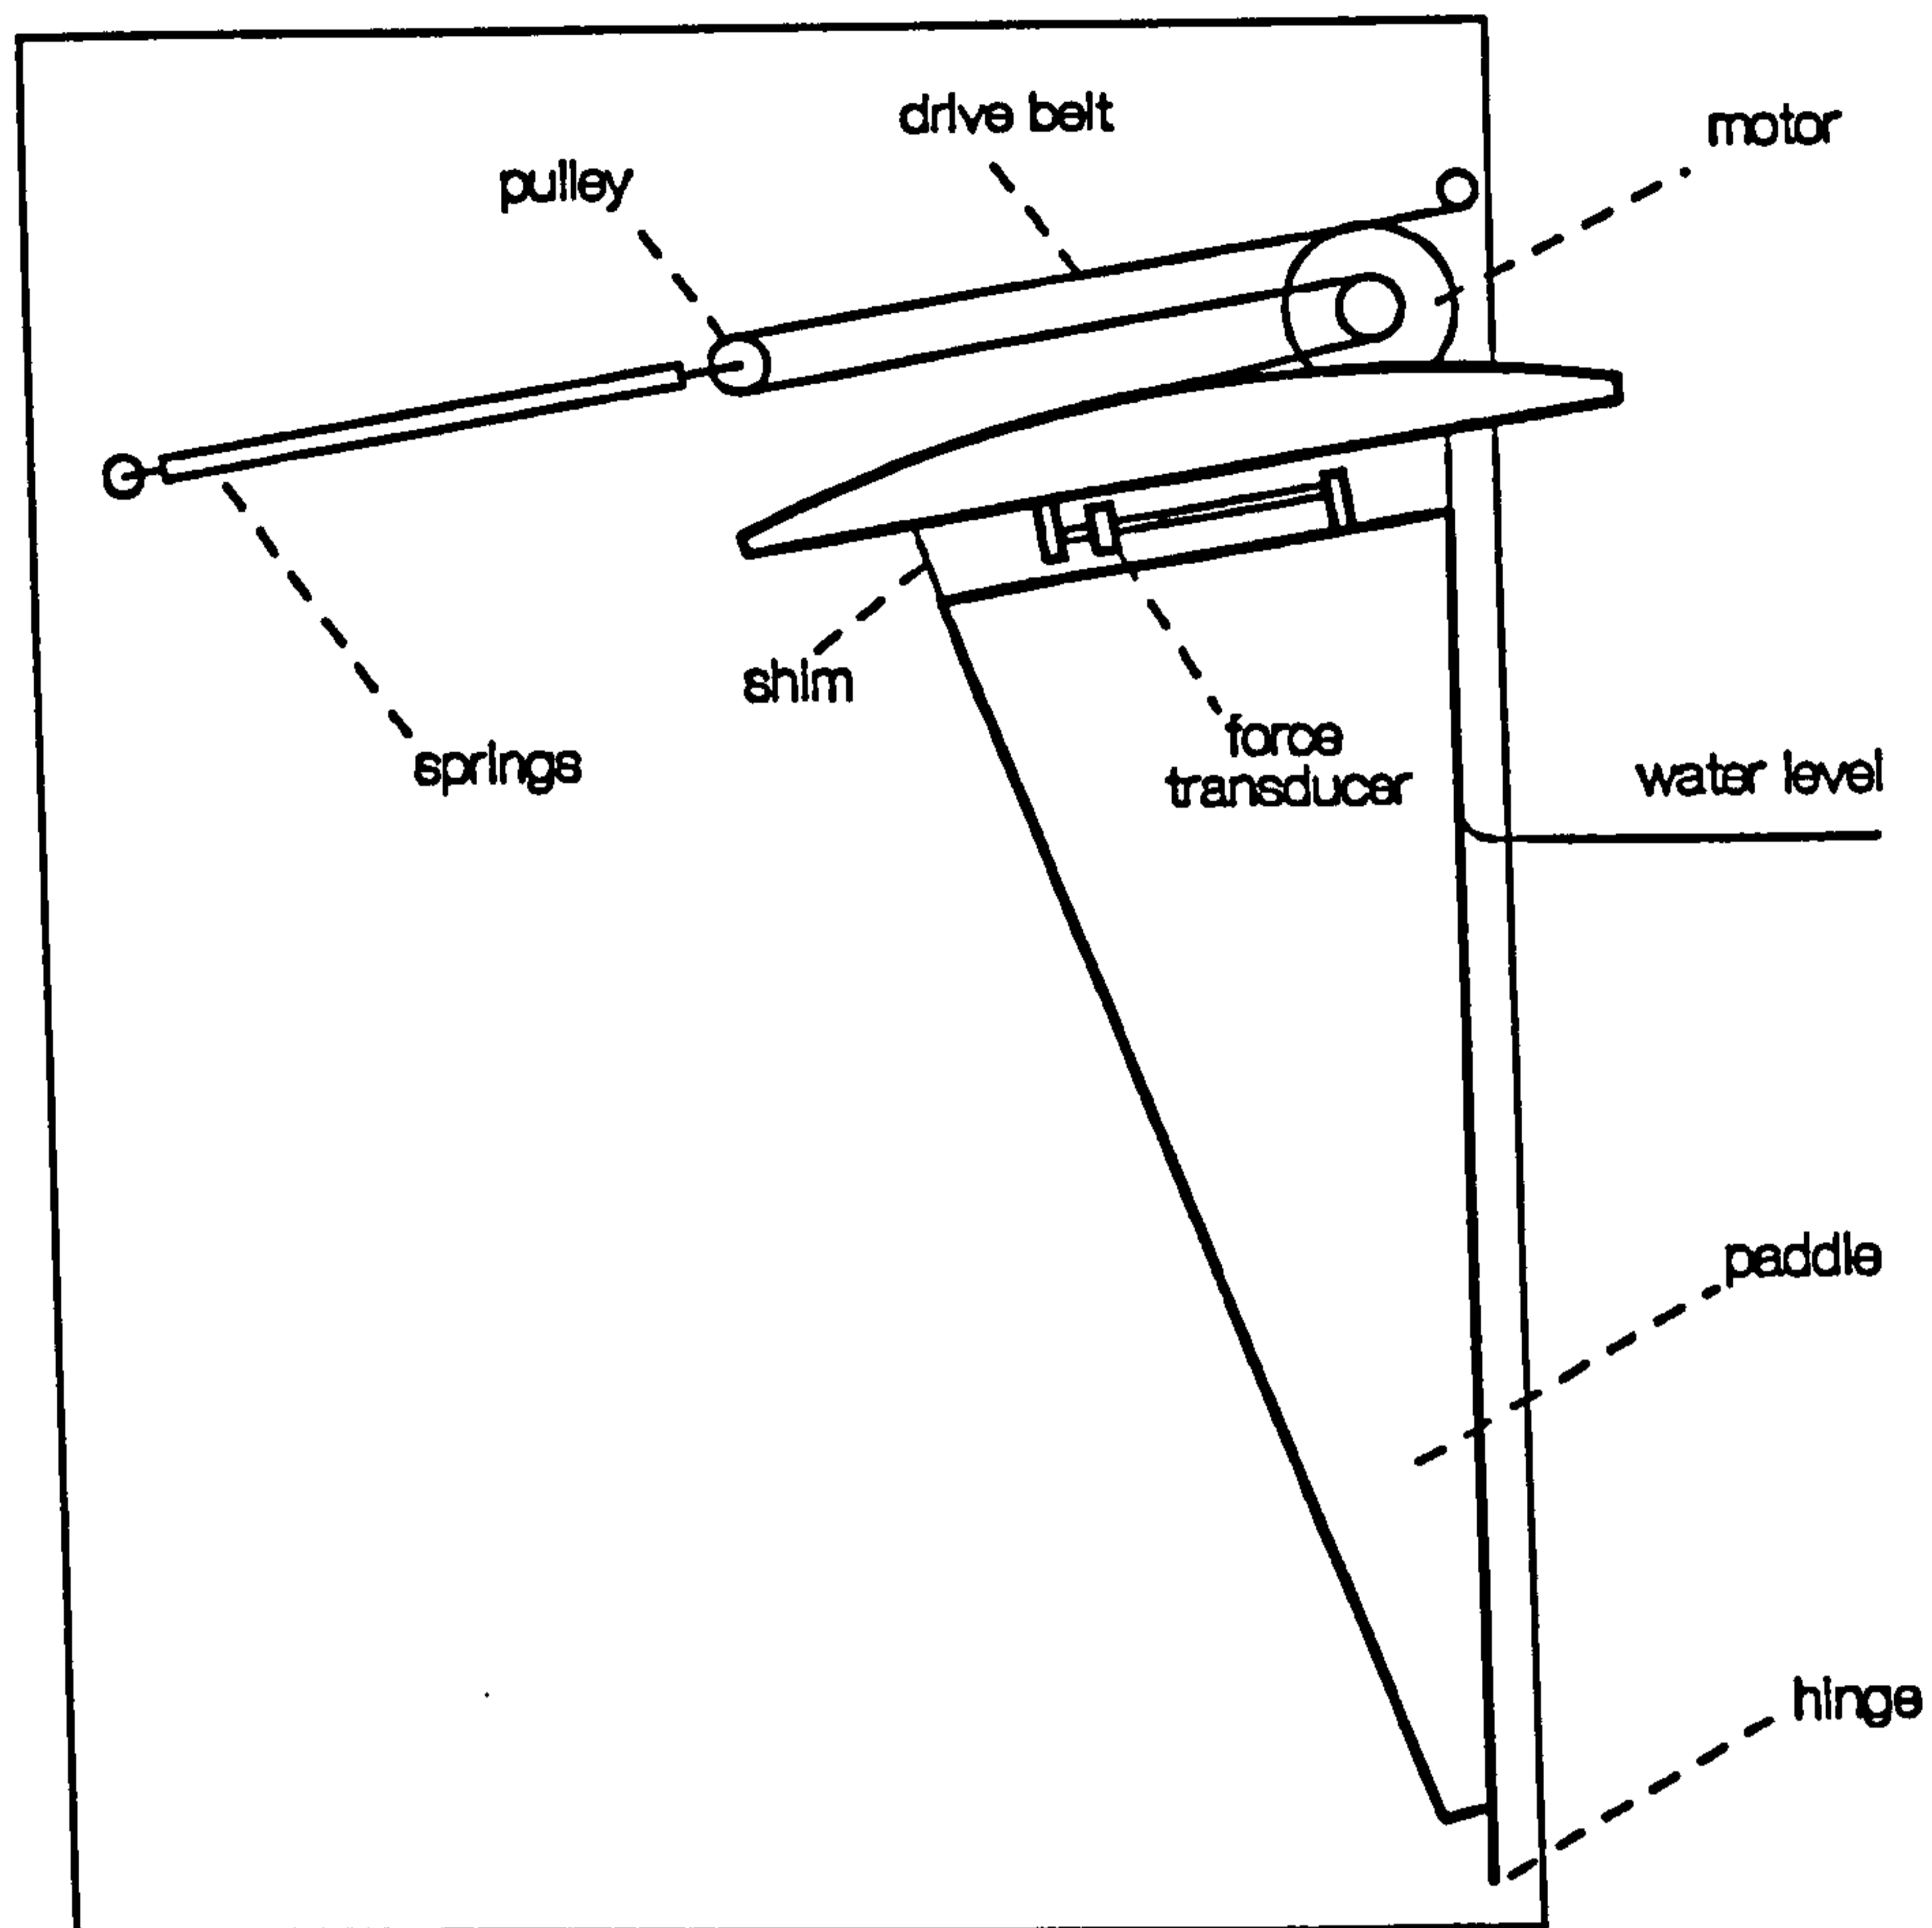 drive belt
motor
pulley
shim
springs
force
transducer
water level
paddle
hinge